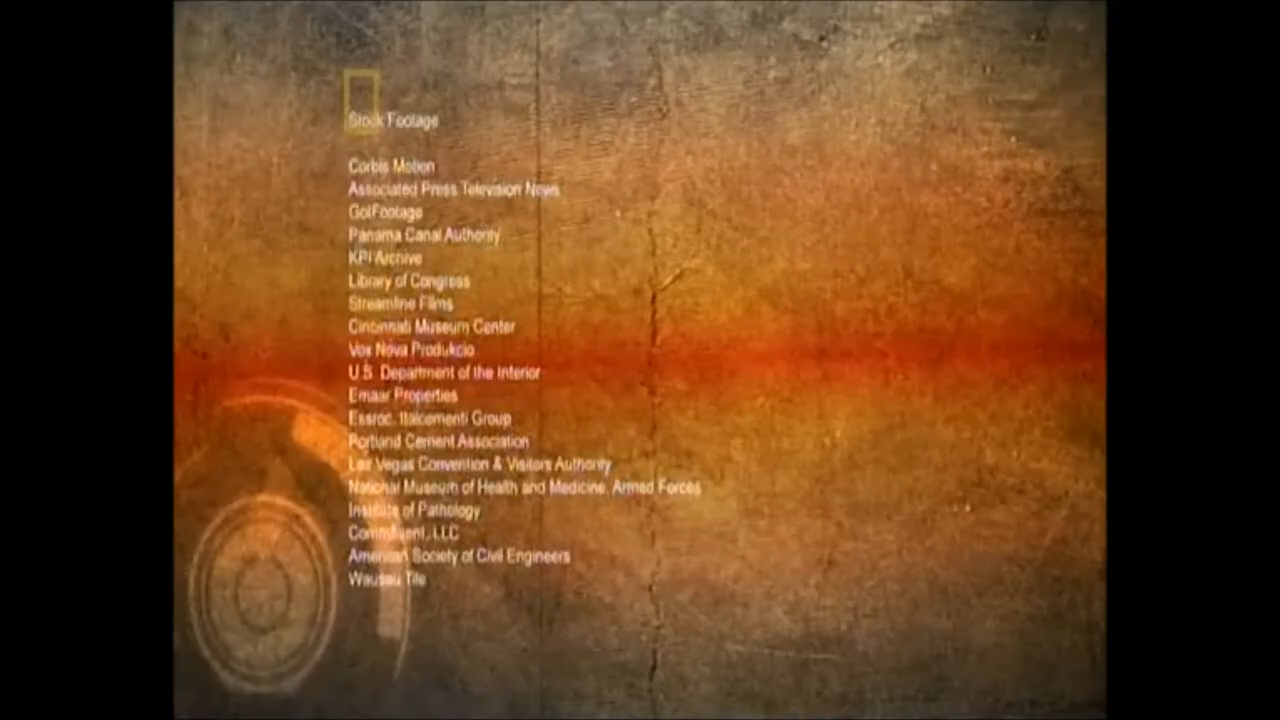 Stock Footage
Corbis Motion
Associated Press Television News
GoIFootage
Panama Canal Authority
KPI Archive
Library of Congress
Streamline Films
Cincinnati Museum Center
Vox Nova Produkcio
U.S. Department of the Interior
Emaar Properties
Essroc, Italcementi Group
Portland Cement Association
Las Vegas Convention & Visitors Authority
National Museum of Health and Medicine, Armed Forces
Institute of Pathology
LLC
American Society of Civil Engineers
Wausau Tile